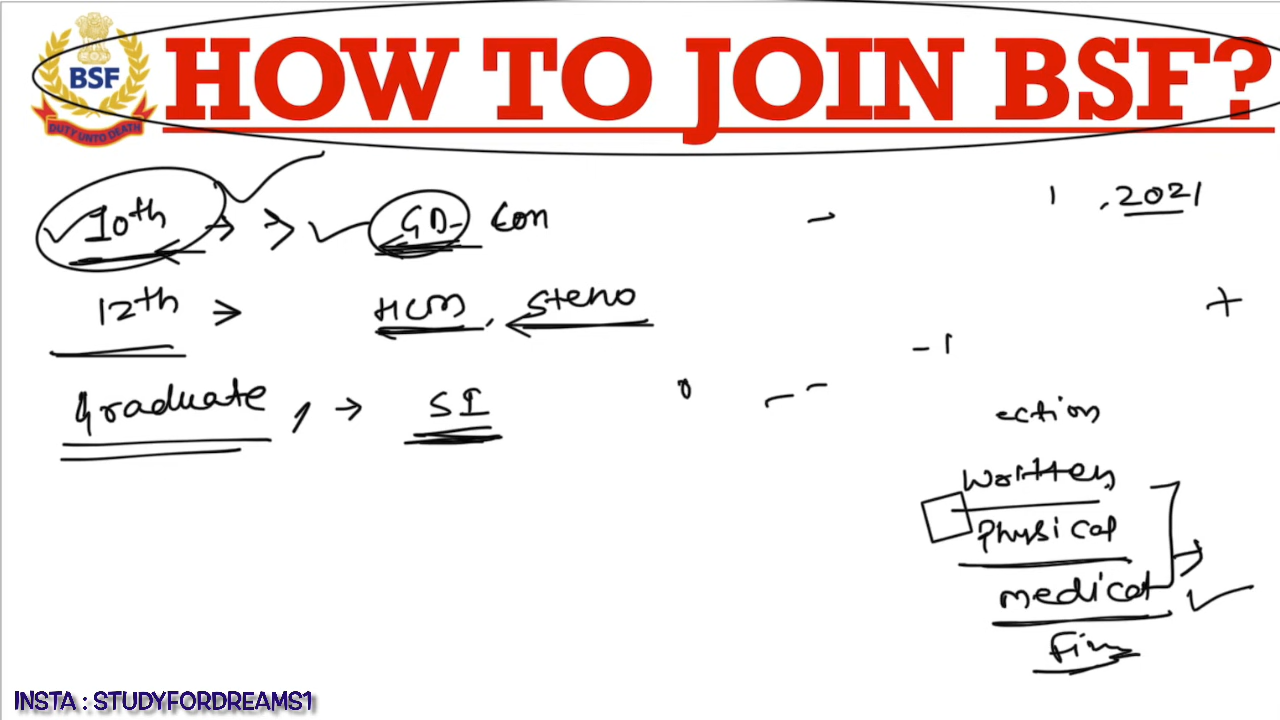 BSF
DUTY UNTO DEATH
HOW TO JOIN BSF?
10th → > GD- Con
1 , 2021
12th > HCM, Steno
Graduate, → SI
ection
Written
Physical
medical
INSTA : STUDYFORDREAMS1